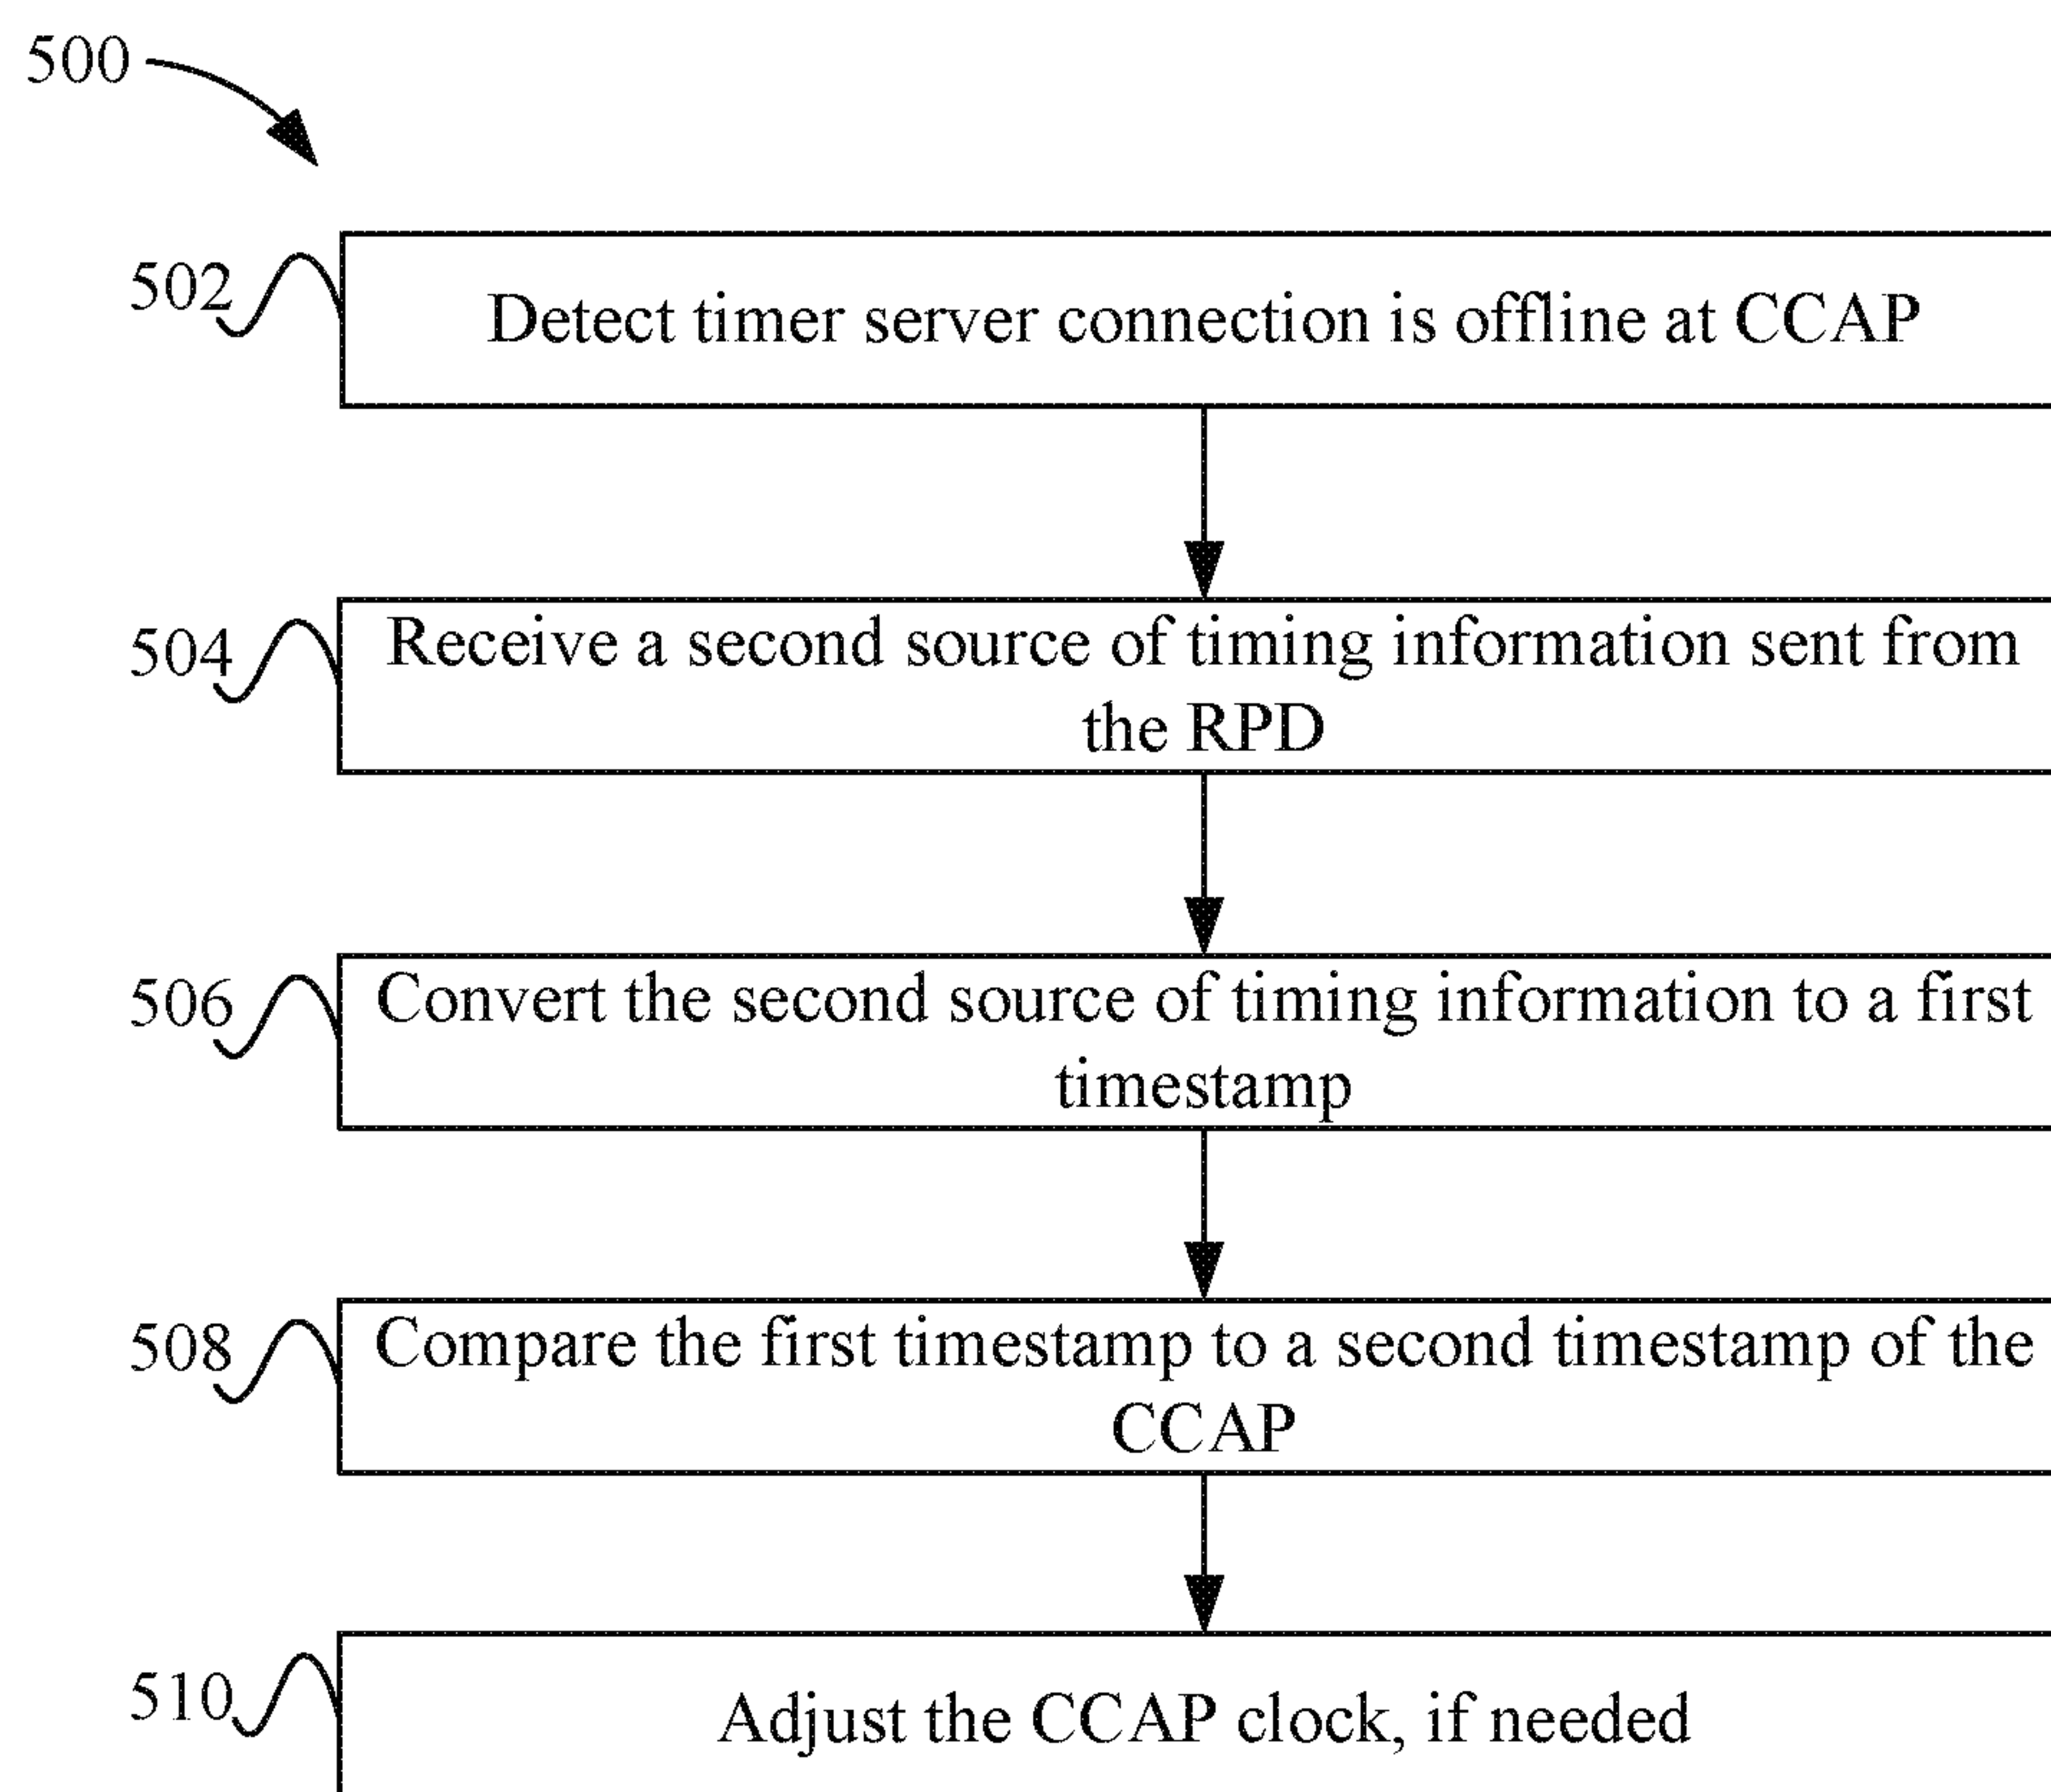 500
502
Detect timer server connection is offline at CCAP
504
Receive a second source of timing information sent from
the RPD
506
Convert the second source of timing information to a first
timestamp
508
Compare the first timestamp to a second timestamp of the
CCAP
510
Adjust the CCAP clock, if needed